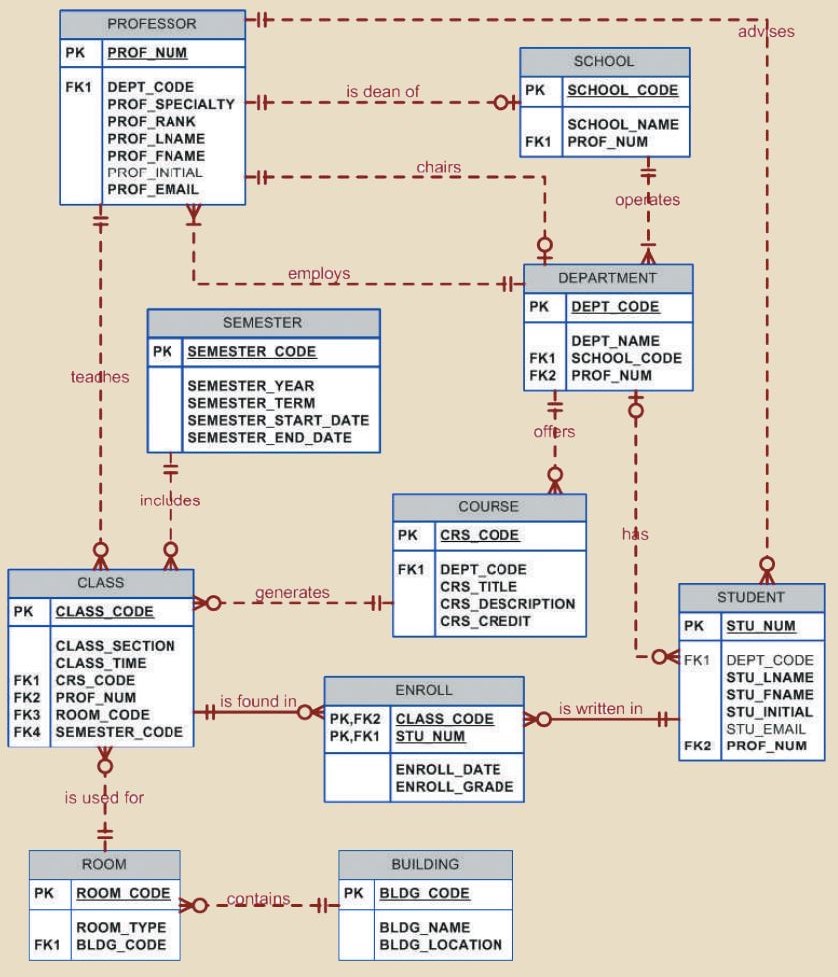 PROFESSOR
PK PROF_NUM
FK1 DEPT_CODE
PROF_SPECIALTY
PROF_RANK
PROF_LNAME
PROF_FNAME
PROF_INITIAL
PROF_EMAIL
advises
SCHOOL
PK SCHOOL_CODE
SCHOOL_NAME
FK1 PROF_NUM
is dean of
chairs
operates
employs
DEPARTMENT
PK DEPT_CODE
DEPT_NAME
FK1 SCHOOL_CODE
FK2 PROF_NUM
SEMESTER
PK SEMESTER_CODE
SEMESTER_YEAR
SEMESTER_TERM
SEMESTER_START_DATE
SEMESTER_END_DATE
teaches
includes
offers
has
COURSE
PK CRS_CODE
FK1 DEPT_CODE
CRS_TITLE
CRS_DESCRIPTION
CRS_CREDIT
generates
CLASS
PK CLASS_CODE
CLASS_SECTION
CLASS_TIME
FK1 CRS_CODE
FK2 PROF_NUM
FK3 ROOM_CODE
FK4 SEMESTER_CODE
STUDENT
PK STU_NUM
FK1 DEPT_CODE
STU_LNAME
STU_FNAME
STU_INITIAL
STU_EMAIL
FK2 PROF_NUM
is found in
ENROLL
PK,FK2 CLASS_CODE
PK,FK1 STU_NUM
ENROLL_DATE
ENROLL_GRADE
is written in
is used for
ROOM
PK ROOM_CODE
ROOM_TYPE
FK1 BLDG_CODE
contains
BUILDING
PK BLDG_CODE
BLDG_NAME
BLDG_LOCATION